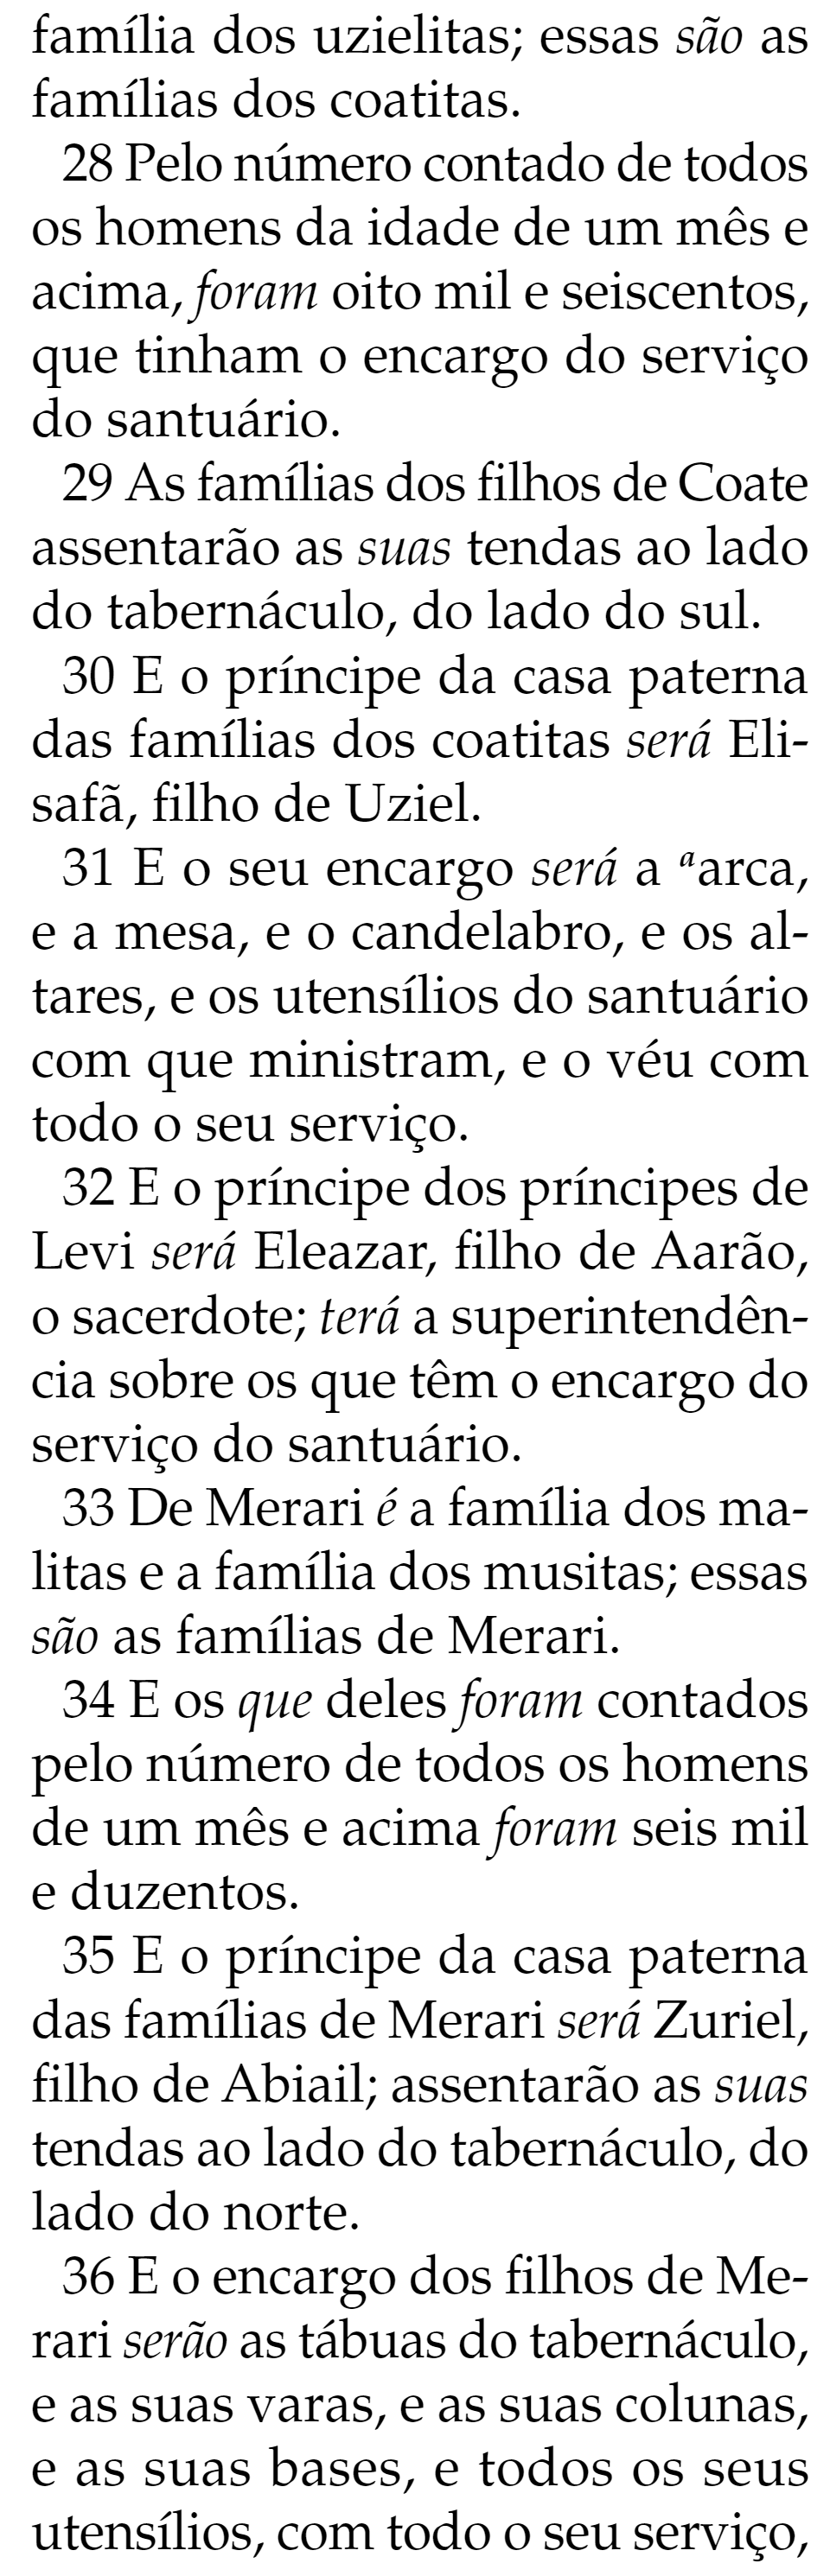 família dos uzielitas; essas são as
famílias dos coatitas.
28 Pelo número contado de todos
os homens da idade de um mês e
acima, foram oito mil e seiscentos,
que tinham o encargo do serviço
do santuário.
29 As famílias dos filhos de Coate
assentarão as suas tendas ao lado
do tabernáculo, do lado do sul.
30 E o príncipe da casa paterna
das famílias dos coatitas será Eli-
safã, filho de Uziel.
31 E o seu encargo será a ᵃarca,
e a mesa, e o candelabro, e os al-
tares, e os utensílios do santuário
com que ministram, e o véu com
todo o seu serviço.
32 E o príncipe dos príncipes de
Levi será Eleazar, filho de Aarão,
o sacerdote; terá a superintendên-
cia sobre os que têm o encargo do
serviço do santuário.
33 De Merari é a família dos ma-
litas e a família dos musitas; essas
são as famílias de Merari.
34 E os que deles foram contados
pelo número de todos os homens
de um mês e acima foram seis mil
e duzentos.
35 E o príncipe da casa paterna
das famílias de Merari será Zuriel,
filho de Abiail; assentarão as suas
tendas ao lado do tabernáculo, do
lado do norte.
36 E o encargo dos filhos de Me-
rari serão as tábuas do tabernáculo,
e as suas varas, e as suas colunas,
e as suas bases, e todos os seus
utensílios, com todo o seu serviço,